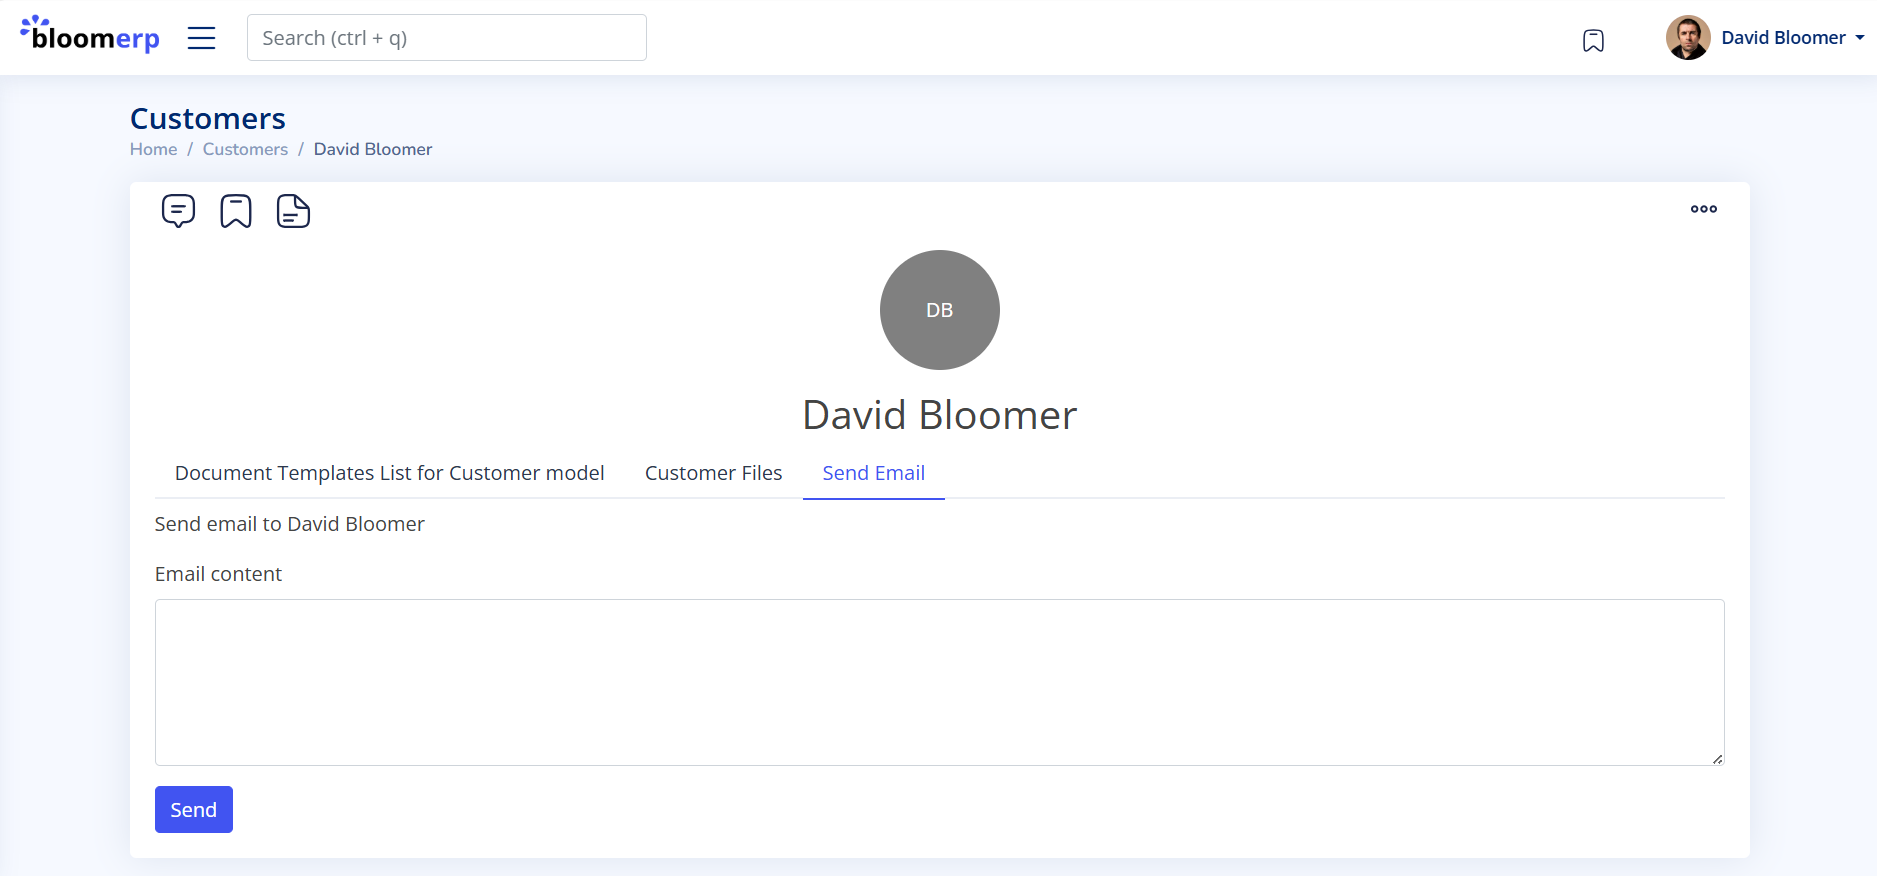 bloomerp
Search (ctrl + q)
David Bloomer
Customers
Home / Customers / David Bloomer
DB
David Bloomer
Document Templates List for Customer model Customer Files Send Email
Send email to David Bloomer
Email content
Send